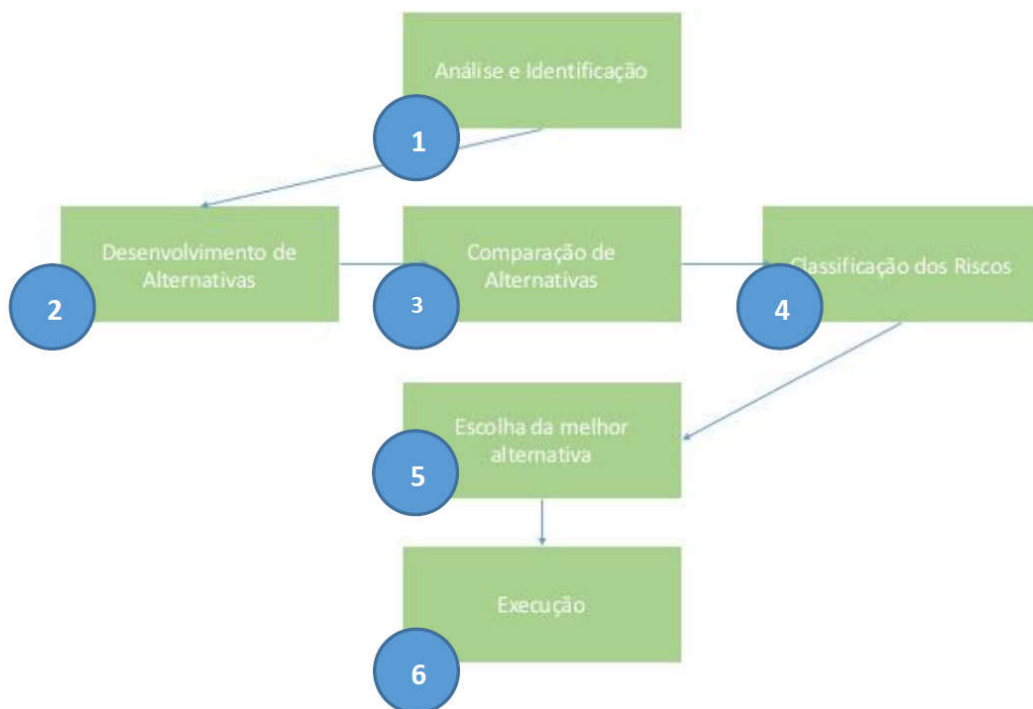 Análise e Identificação
1
Desenvolvimento de
Alternativas
2
Comparação de
Alternativas
3
Classificação dos Riscos
4
Escolha da melhor
alternativa
5
Execução
6